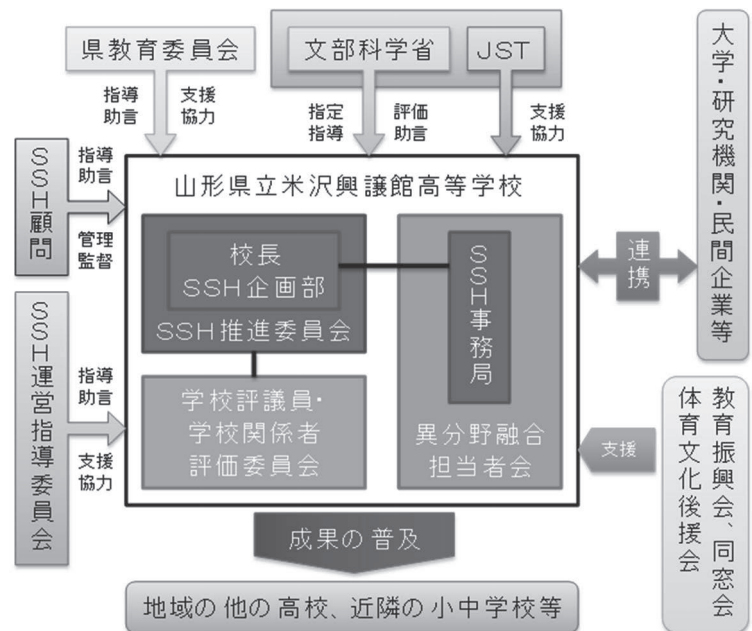 県教育委員会
文部科学省
JST
指導
助言
支援
協力
指定
指導
評価
助言
支援
協力
SSH顧問
指導
助言
管理
監督
山形県立米沢興譲館高等学校
校長
SSH企画部
SSH推進委員会
SSH事務局
学校評議員・
学校関係者
評価委員会
異分野融合
担当者会
連携
大学・研究機関・民間企業等
SSH運営指導委員会
指導
助言
支援
協力
支援
教育振興会、同窓会
体育文化後援会
成果の普及
地域の他の高校、近隣の小中学校等